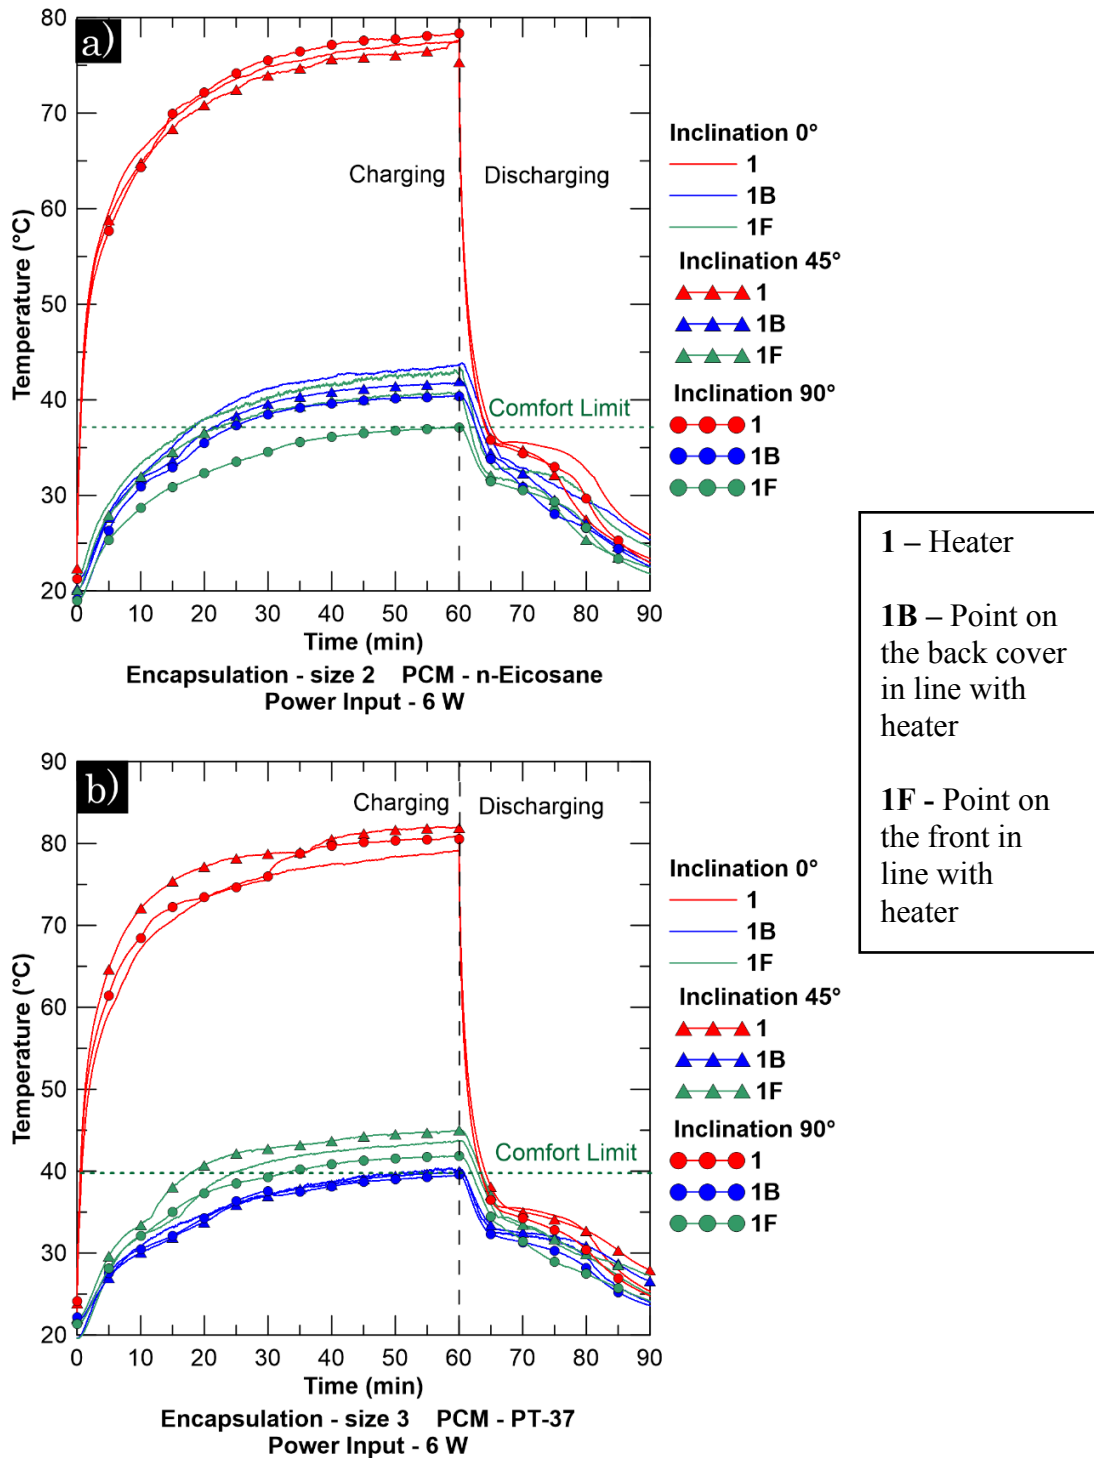 a)
80
70
60
50
40
30
20
Temperature (°C)
Charging
Discharging
Comfort Limit
0 10 20 30 40 50 60 70 80 90
Time (min)
Encapsulation - size 2 PCM - n-Eicosane
Power Input - 6 W
Inclination 0°
1
1B
1F
Inclination 45°
1
1B
1F
Inclination 90°
1
1B
1F
1 – Heater
1B – Point on
the back cover
in line with
heater
1F - Point on
the front in
line with
heater
b)
90
80
70
60
50
40
30
20
Temperature (°C)
Charging
Discharging
Comfort Limit
0 10 20 30 40 50 60 70 80 90
Time (min)
Encapsulation - size 3 PCM - PT-37
Power Input - 6 W
Inclination 0°
1
1B
1F
Inclination 45°
1
1B
1F
Inclination 90°
1
1B
1F